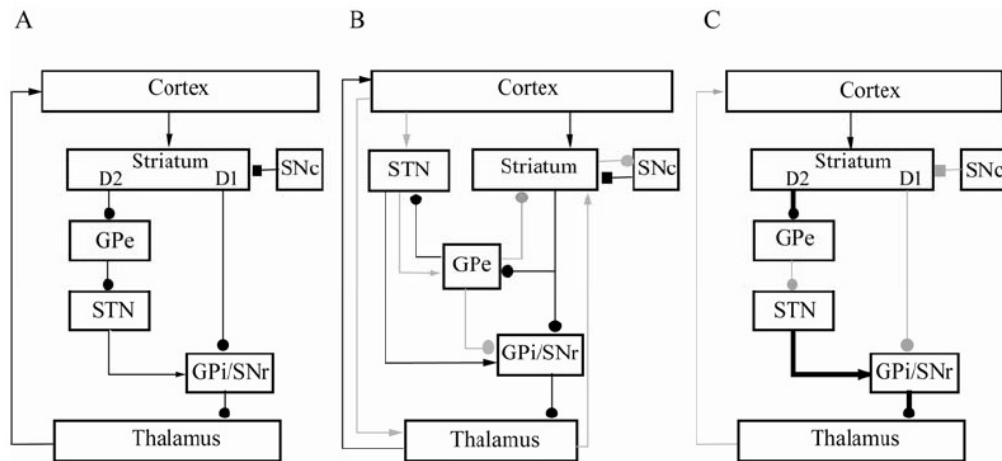 A
Cortex
Striatum
D2 D1
SNc
GPe
STN
GPi/SNr
Thalamus
B
Cortex
STN
Striatum
SNc
GPe
GPi/SNr
Thalamus
C
Cortex
Striatum
D2 D1
SNc
GPe
STN
GPi/SNr
Thalamus